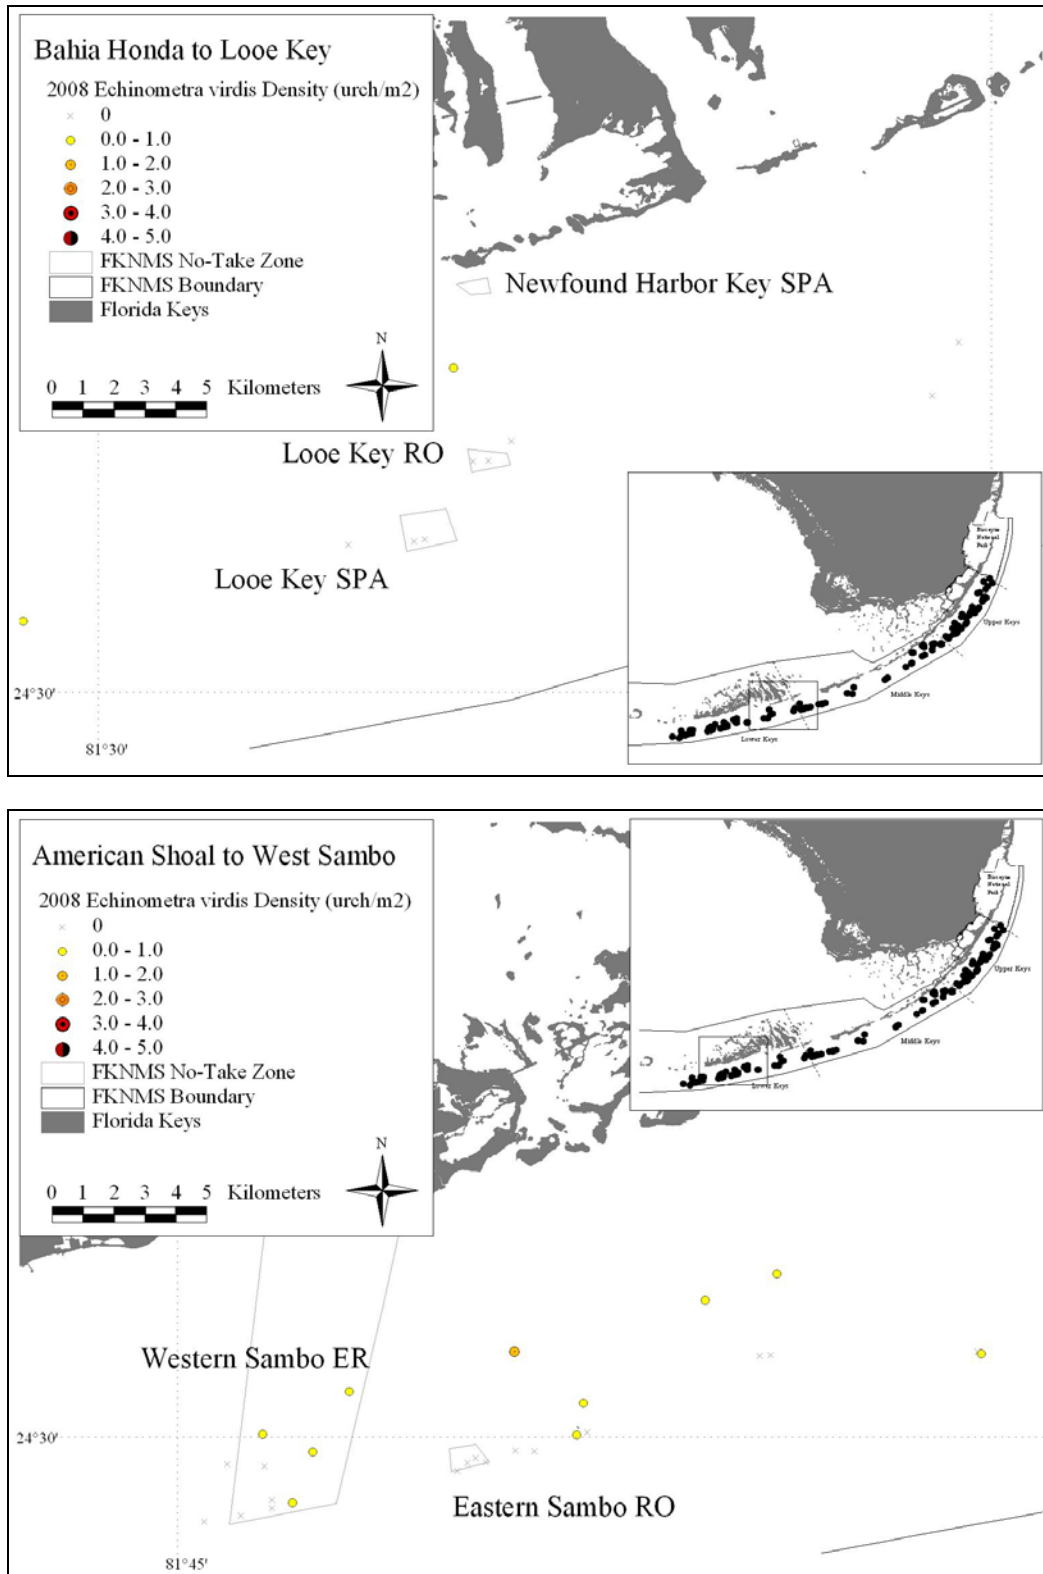 Bahia Honda to Looe Key
2008 Echinometra virdis Density (urch/m2)
0
0.0 - 1.0
1.0 - 2.0
2.0 - 3.0
3.0 - 4.0
4.0 - 5.0
FKNMS No-Take Zone
FKNMS Boundary
Florida Keys
N
0 1 2 3 4 5 Kilometers
Newfound Harbor Key SPA
Looe Key RO
Looe Key SPA
24°30'
81°30'
Biscayne
National
Park
Upper Keys
Middle Keys
Lower Keys
American Shoal to West Sambo
2008 Echinometra virdis Density (urch/m2)
0
0.0 - 1.0
1.0 - 2.0
2.0 - 3.0
3.0 - 4.0
4.0 - 5.0
FKNMS No-Take Zone
FKNMS Boundary
Florida Keys
N
0 1 2 3 4 5 Kilometers
Biscayne
National
Park
Upper Keys
Middle Keys
Lower Keys
Western Sambo ER
24°30'
Eastern Sambo RO
81°45'